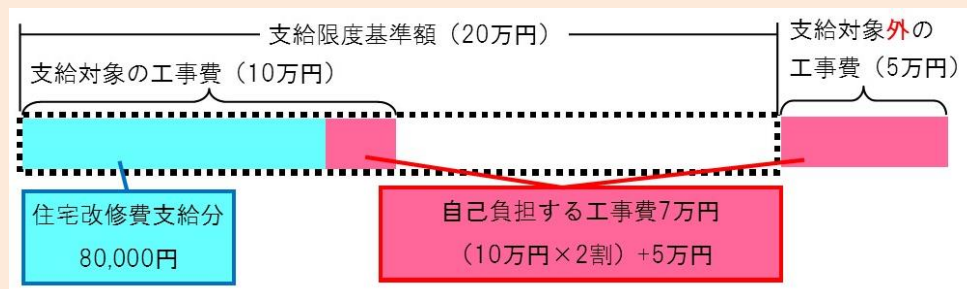 支給限度基準額（20万円）
支給対象外の
工事費（5万円）
支給対象の工事費（10万円）
住宅改修費支給分
80,000円
自己負担する工事費7万円
（10万円×2割）+5万円